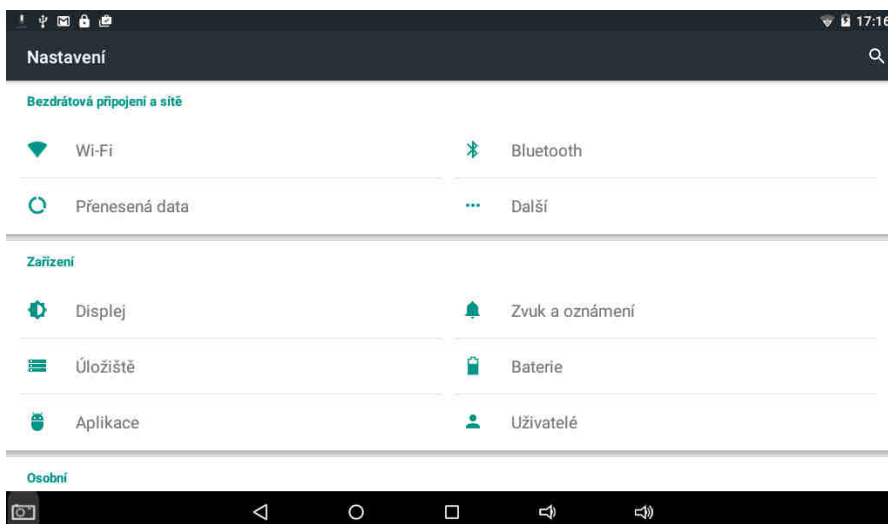 17:16
Nastavení
Bezdrátová připojení a sítě
Wi-Fi
Bluetooth
Přenesená data
Další
Zařízení
Displej
Zvuk a oznámení
Úložiště
Baterie
Aplikace
Uživatelé
Osobní